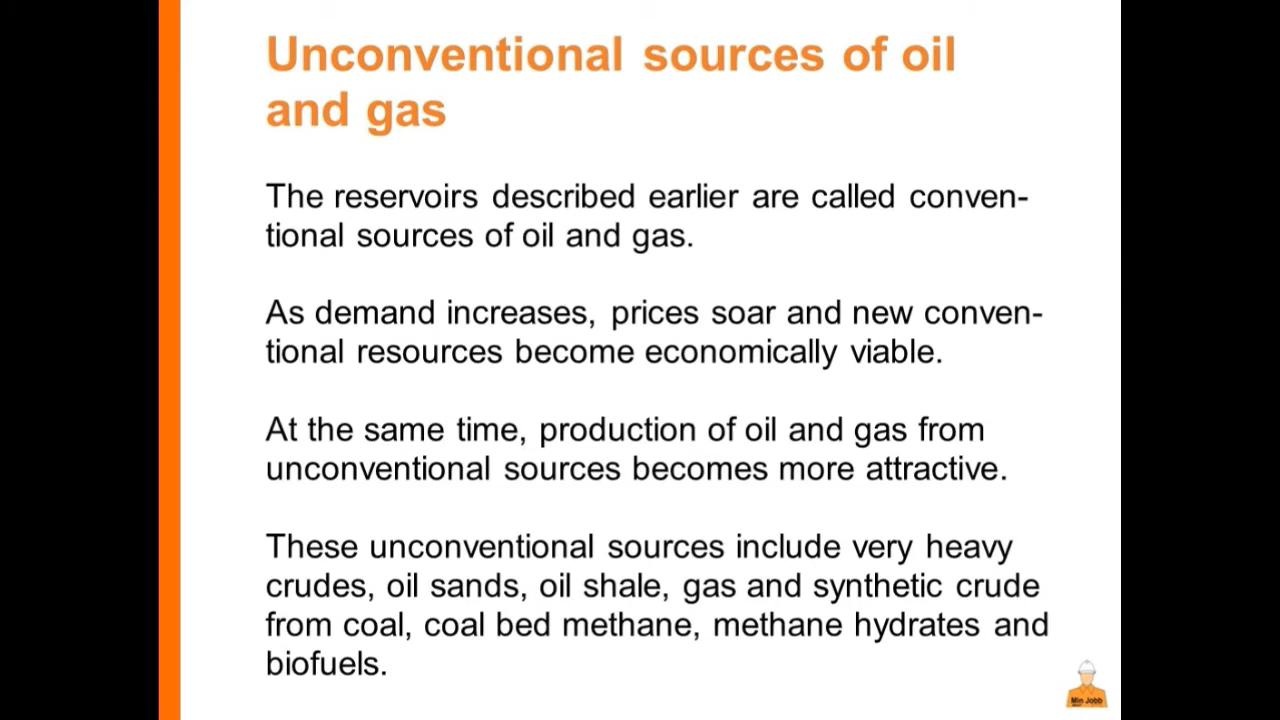 Unconventional sources of oil
and gas
The reservoirs described earlier are called conven-
tional sources of oil and gas.
As demand increases, prices soar and new conven-
tional resources become economically viable.
At the same time, production of oil and gas from
unconventional sources becomes more attractive.
These unconventional sources include very heavy
crudes, oil sands, oil shale, gas and synthetic crude
from coal, coal bed methane, methane hydrates and
biofuels.
Min Jobb